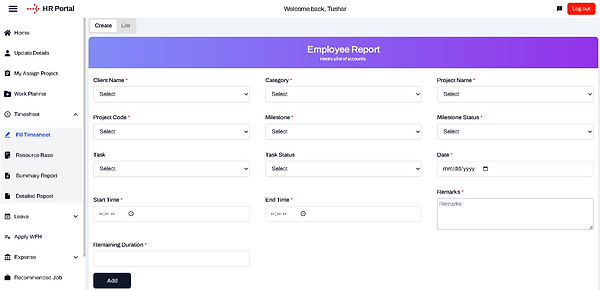 HR Portal
Welcome back, Tushar
Log out
Home
Update Details
My Assign Project
Work Planner
Timesheet
Fill Timesheet
Resource Base
Summary Report
Detailed Report
Leave
Apply WFH
Expense
Recommended Job
Create
List
Employee Report
Here's a list of accounts.
Client Name *
Category *
Project Name *
Select
Select
Select
Project Code *
Milestone *
Milestone Status *
Select
Select
Select
Task
Task Status
Date *
Select
Select
mm/dd/yyyy
Start Time *
End Time *
Remarks *
--:-- --
--:-- --
Remarks
Remaining Duration *
Add